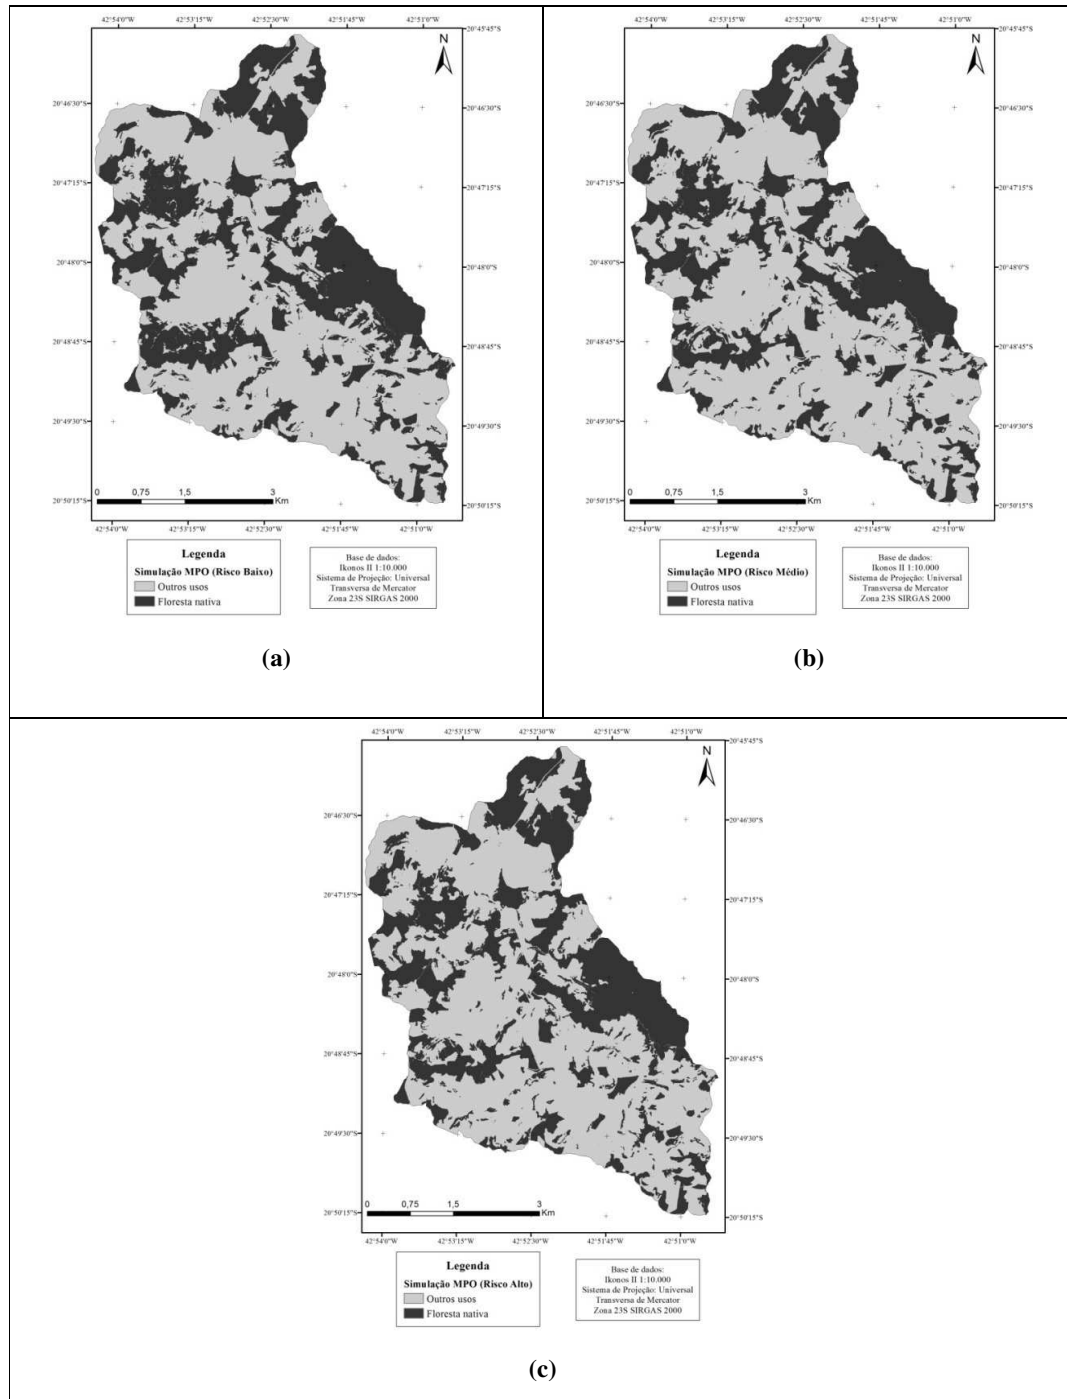 42°54'0"W 42°53'15"W 42°52'30"W 42°51'45"W 42°51'0"W
20°45'45"S
N
20°46'30"S 20°46'30"S
20°47'15"S 20°47'15"S
20°48'0"S 20°48'0"S
20°48'45"S 20°48'45"S
20°49'30"S 20°49'30"S
0 0,75 1,5 3
Km
20°50'15"S 20°50'15"S
42°54'0"W 42°53'15"W 42°52'30"W 42°51'45"W 42°51'0"W
Legenda
Simulação MPO (Risco Baixo)
Outros usos
Floresta nativa
Base de dados:
Ikonos II 1:10.000
Sistema de Projeção: Universal
Transversa de Mercator
Zona 23S SIRGAS 2000
(a)
42°54'0"W 42°53'15"W 42°52'30"W 42°51'45"W 42°51'0"W
20°45'45"S
N
20°46'30"S 20°46'30"S
20°47'15"S 20°47'15"S
20°48'0"S 20°48'0"S
20°48'45"S 20°48'45"S
20°49'30"S 20°49'30"S
0 0,75 1,5 3
Km
20°50'15"S 20°50'15"S
42°54'0"W 42°53'15"W 42°52'30"W 42°51'45"W 42°51'0"W
Legenda
Simulação MPO (Risco Médio)
Outros usos
Floresta nativa
Base de dados:
Ikonos II 1:10.000
Sistema de Projeção: Universal
Transversa de Mercator
Zona 23S SIRGAS 2000
(b)
42°54'0"W 42°53'15"W 42°52'30"W 42°51'45"W 42°51'0"W
20°45'45"S
N
20°46'30"S 20°46'30"S
20°47'15"S 20°47'15"S
20°48'0"S 20°48'0"S
20°48'45"S 20°48'45"S
20°49'30"S 20°49'30"S
0 0,75 1,5 3
Km
20°50'15"S 20°50'15"S
42°54'0"W 42°53'15"W 42°52'30"W 42°51'45"W 42°51'0"W
Legenda
Simulação MPO (Risco Alto)
Outros usos
Floresta nativa
Base de dados:
Ikonos II 1:10.000
Sistema de Projeção: Universal
Transversa de Mercator
Zona 23S SIRGAS 2000
(c)